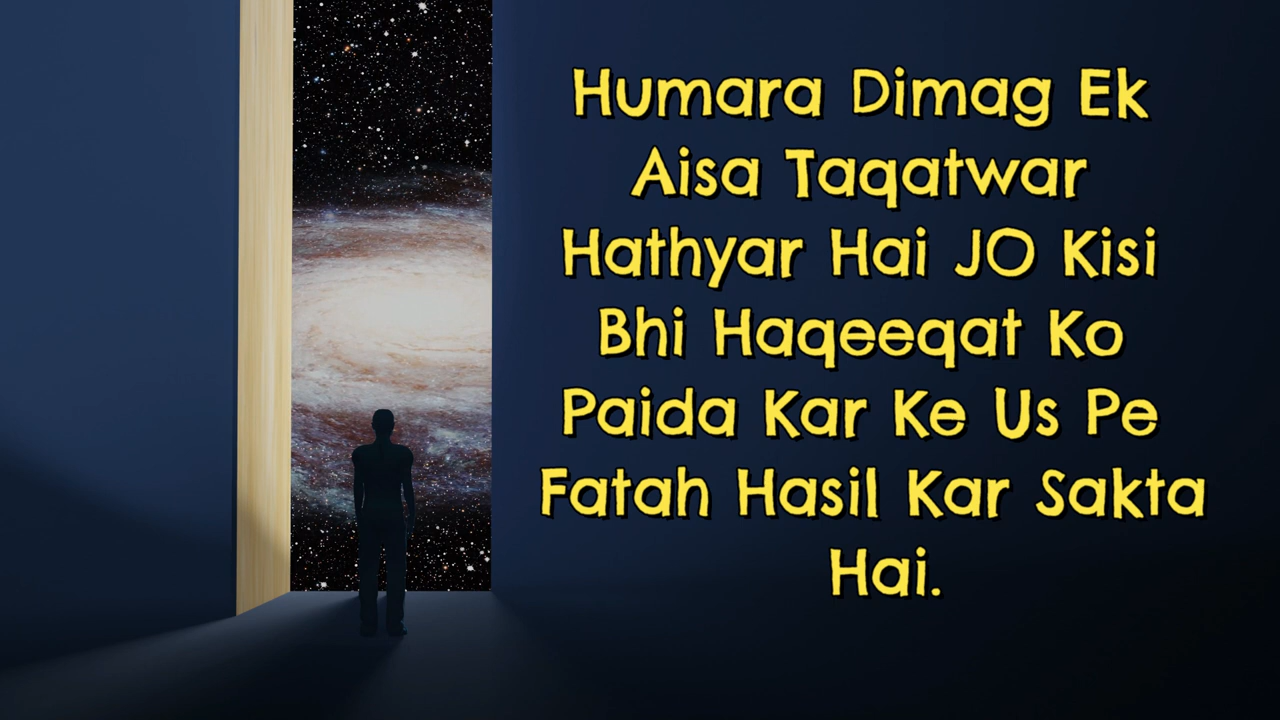 Humara Dimag Ek
Aisa Taqatwar
Hathyar Hai JO Kisi
Bhi Haqeeqat Ko
Paida Kar Ke Us Pe
Fatah Hasil Kar Sakta
Hai.